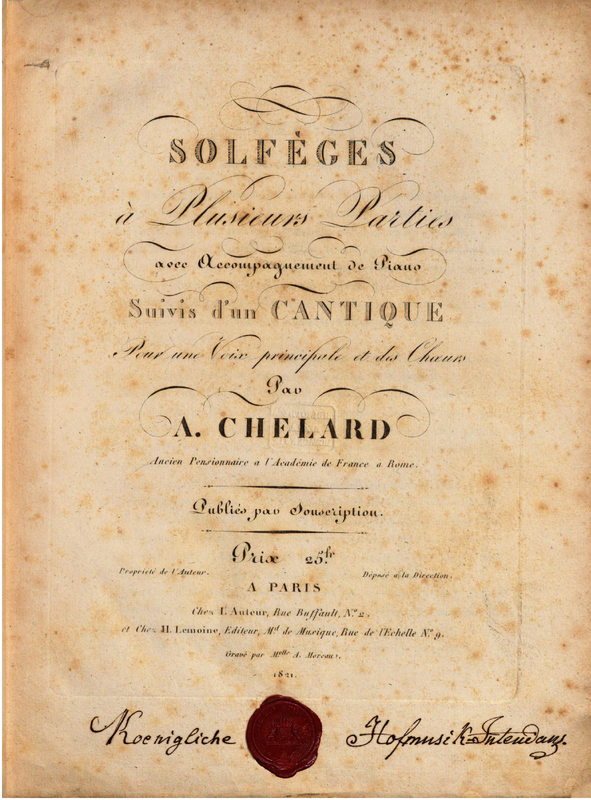 SOLFÈGES
à Plusieurs Parties
avec Accompagnement de Piano
Suivis d'un CANTIQUE
Pour une Voix principale et des Chœurs
Par
A. CHELARD
Ancien Pensionnaire a l'Académie de France a Rome.
Publiés par Souscription.
Prix 25.fr
Propriété de l'Auteur.
Déposé à la Direction.
A PARIS
Chez L'Auteur, Rue Buffault, N.º 2.
et Chez H. Lemoine, Editeur, M.d de Musique, Rue de l'Echelle N.º 9.
Gravé par M.elle A. Moreau.
1821.
Koenigliche Hofmusik=Intendanz.